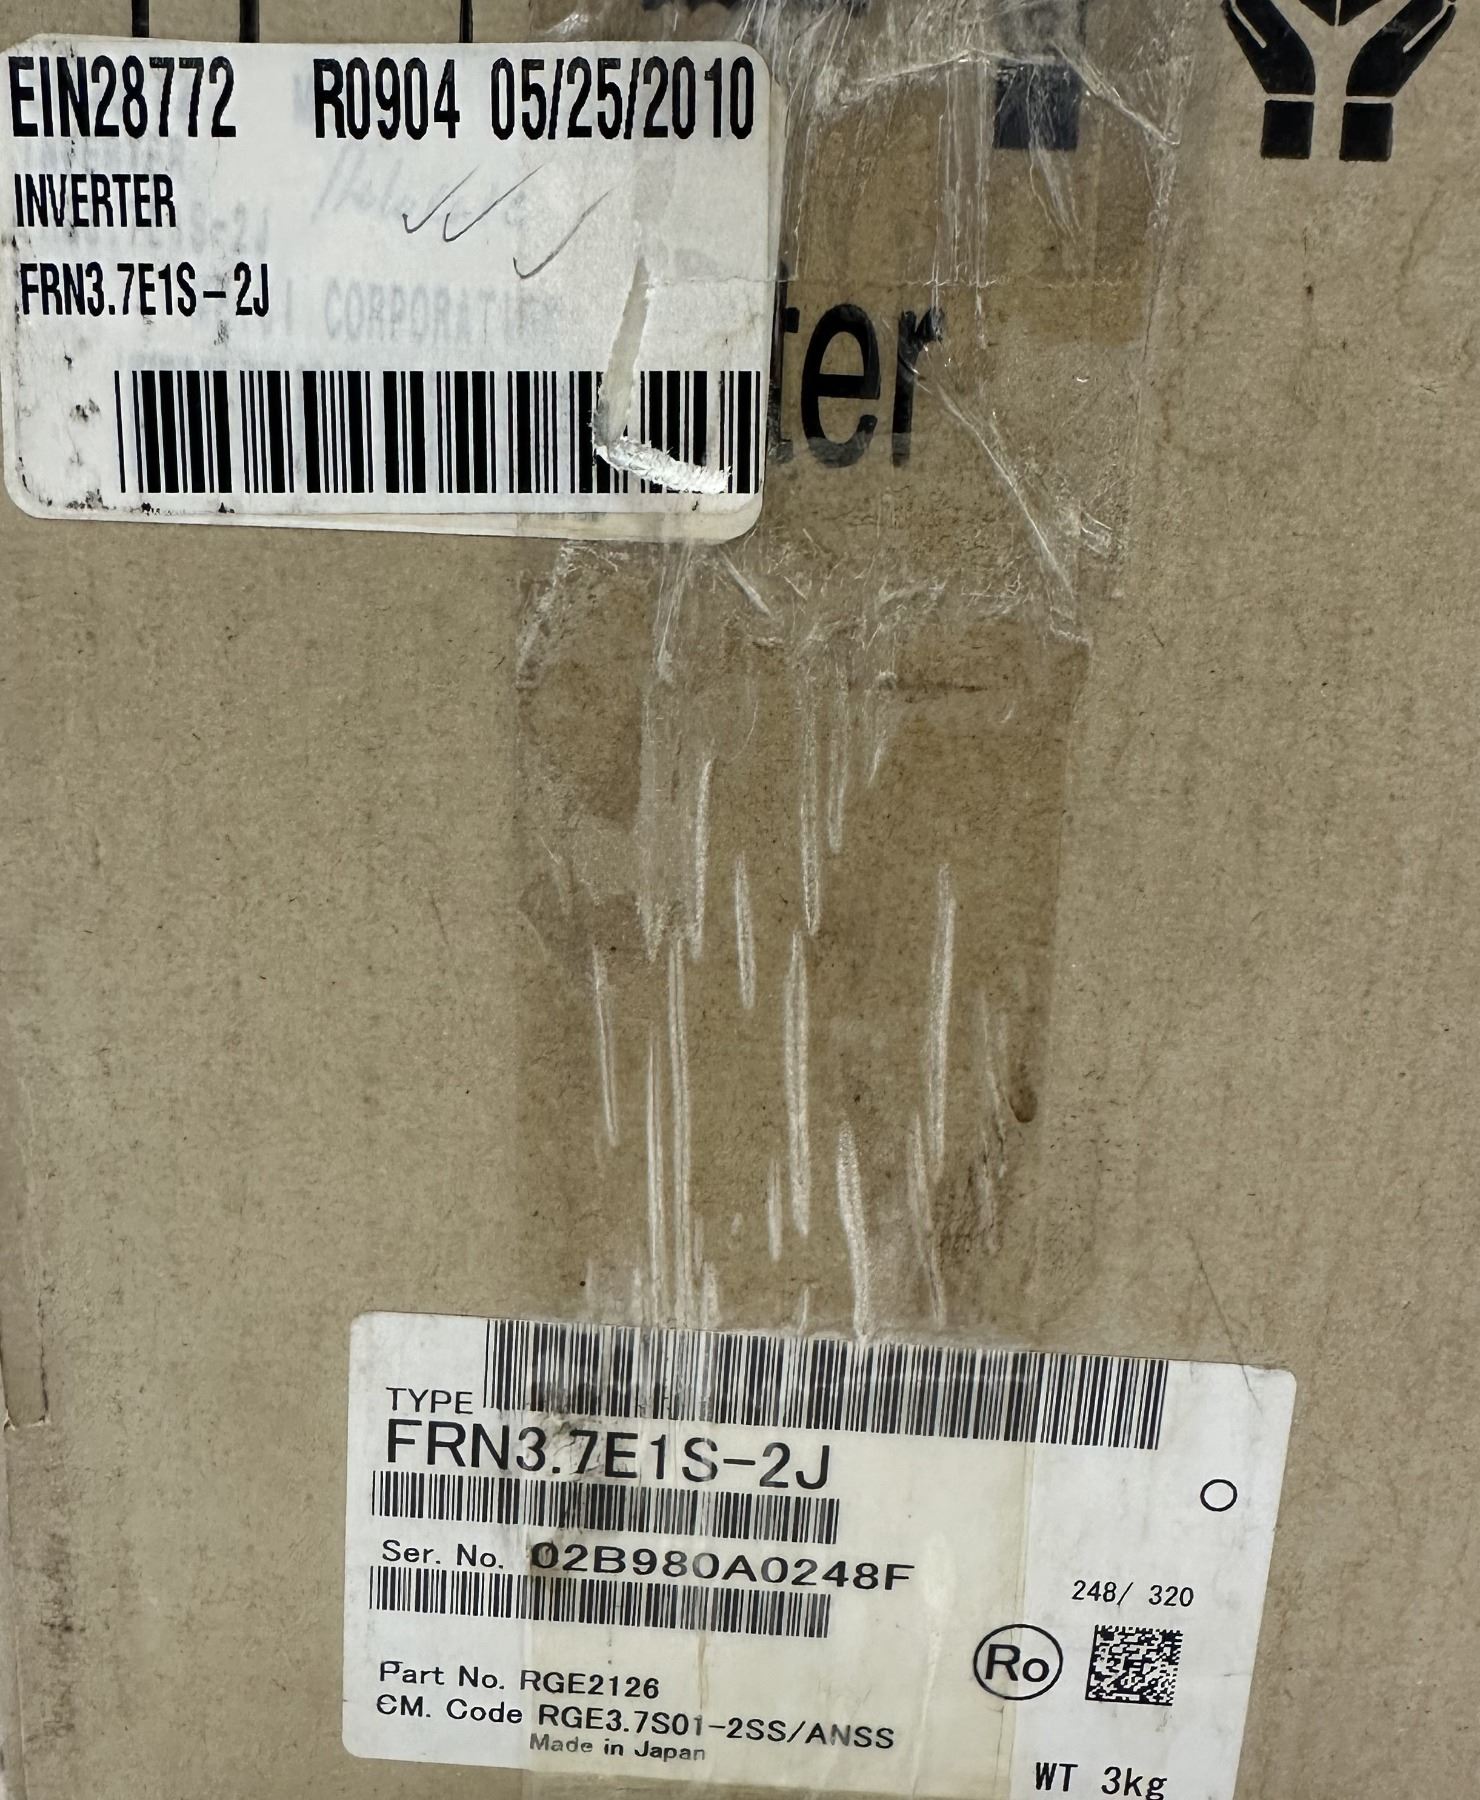 EIN28772 R0904 05/25/2010
INVERTER
FRN3.7E1S-2J
CORPORATION
ter
TYPE
FRN3.7E1S-2J
Ser. No. 02B980A0248F
248/ 320
Ro
Part No. RGE2126
CM. Code RGE3.7S01-2SS/ANSS
Made in Japan
WT 3kg